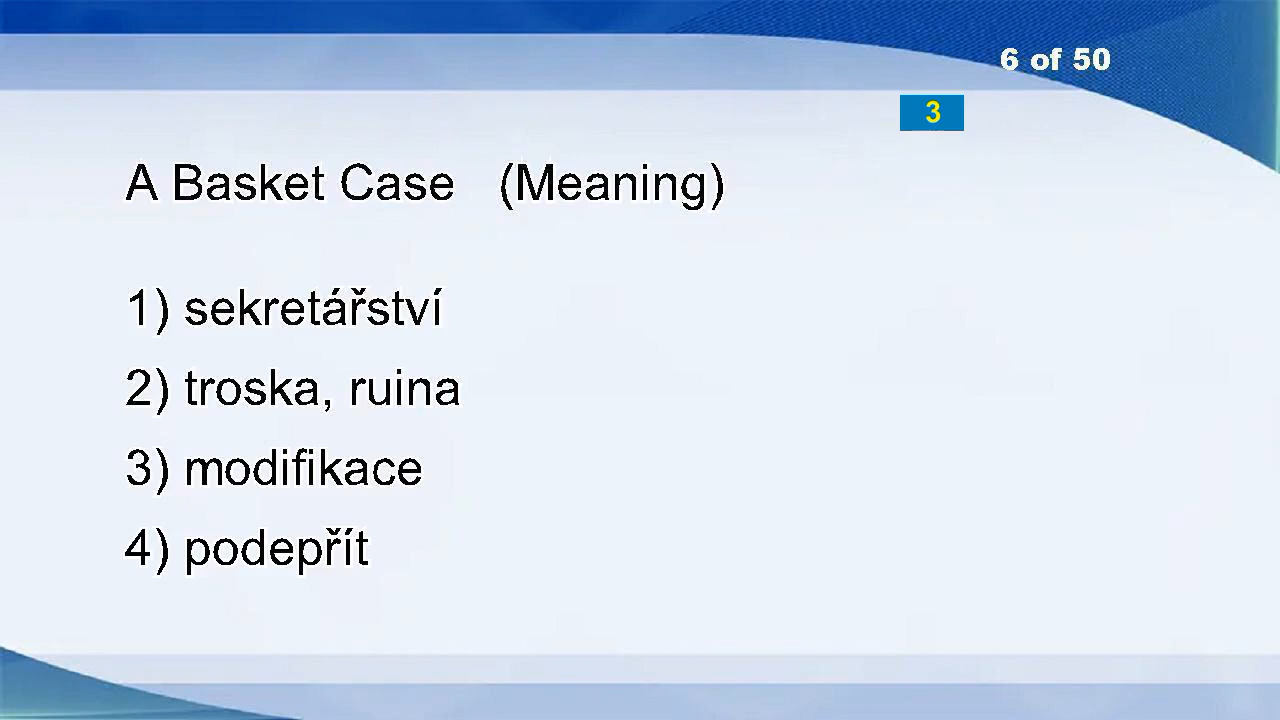 6 of 50
3
A Basket Case (Meaning)
1) sekretářství
2) troska, ruina
3) modifikace
4) podepřít